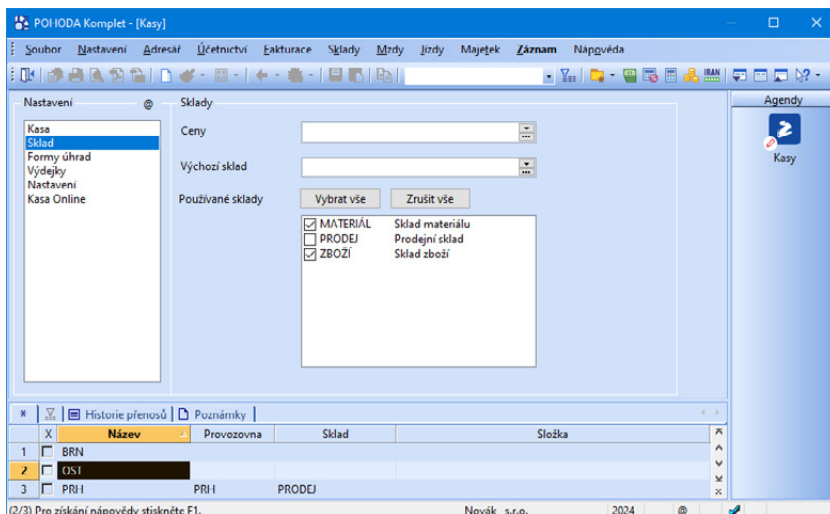 POHODA Komplet - [Kasy]
Soubor Nastavení Adresář Účetnictví Fakturace Sklady Mzdy Jízdy Majetek Záznam Nápověda
IBAN
Nastavení @
Kasa
Sklad
Formy úhrad
Výdejky
Nastavení
Kasa Online
Sklady
Ceny
Výchozí sklad
Používané sklady Vybrat vše Zrušit vše
MATERIÁL Sklad materiálu
PRODEJ Prodejní sklad
ZBOŽÍ Sklad zboží
Agendy
Kasy
Historie přenosů Poznámky
X Název Provozovna Sklad Složka
1 BRN
2 OST
3 PRH PRH PRODEJ
(2/3) Pro získání nápovědy stiskněte F1. Novák s.r.o. 2024 @